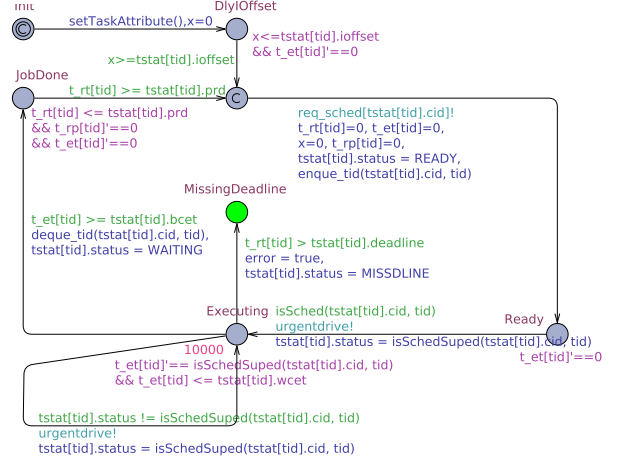 Init
DlyIOffset
setTaskAttribute(),x=0
x<=tstat[tid].ioffset
&& t_et[tid]'==0
x>=tstat[tid].ioffset
JobDone
t_rt[tid] >= tstat[tid].prd
C
C
t_rt[tid] <= tstat[tid].prd
&& t_rp[tid]'==0
&& t_et[tid]'==0
req_sched[tstat[tid].cid]!
t_rt[tid]=0, t_et[tid]=0,
x=0, t_rp[tid]=0,
tstat[tid].status = READY,
enque_tid(tstat[tid].cid, tid)
MissingDeadline
t_et[tid] >= tstat[tid].bcet
deque_tid(tstat[tid].cid, tid),
tstat[tid].status = WAITING
t_rt[tid] > tstat[tid].deadline
error = true,
tstat[tid].status = MISSDLINE
Executing
isSched(tstat[tid].cid, tid)
urgentdrive!
tstat[tid].status = isSchedSuped(tstat[tid].cid, tid)
Ready
t_et[tid]'==0
10000
t_et[tid]'== isSchedSuped(tstat[tid].cid, tid)
&& t_et[tid] <= tstat[tid].wcet
tstat[tid].status != isSchedSuped(tstat[tid].cid, tid)
urgentdrive!
tstat[tid].status = isSchedSuped(tstat[tid].cid, tid)